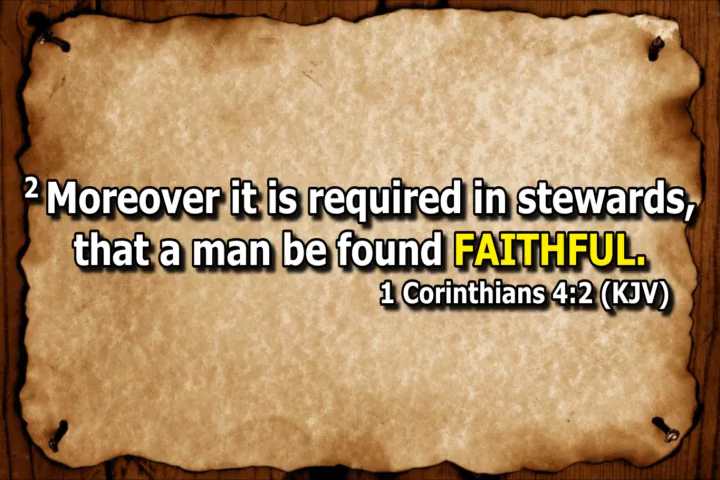 2 Moreover it is required in stewards,
that a man be found FAITHFUL.
1 Corinthians 4:2 (KJV)